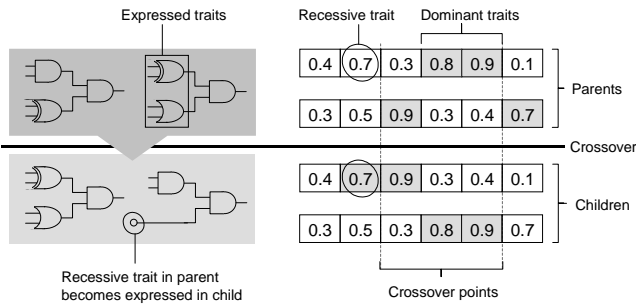 Expressed traits
Recessive trait
Dominant traits
0.4 0.7 0.3 0.8 0.9 0.1
Parents
0.3 0.5 0.9 0.3 0.4 0.7
Crossover
0.4 0.7 0.9 0.3 0.4 0.1
Children
0.3 0.5 0.3 0.8 0.9 0.7
Recessive trait in parent
becomes expressed in child
Crossover points